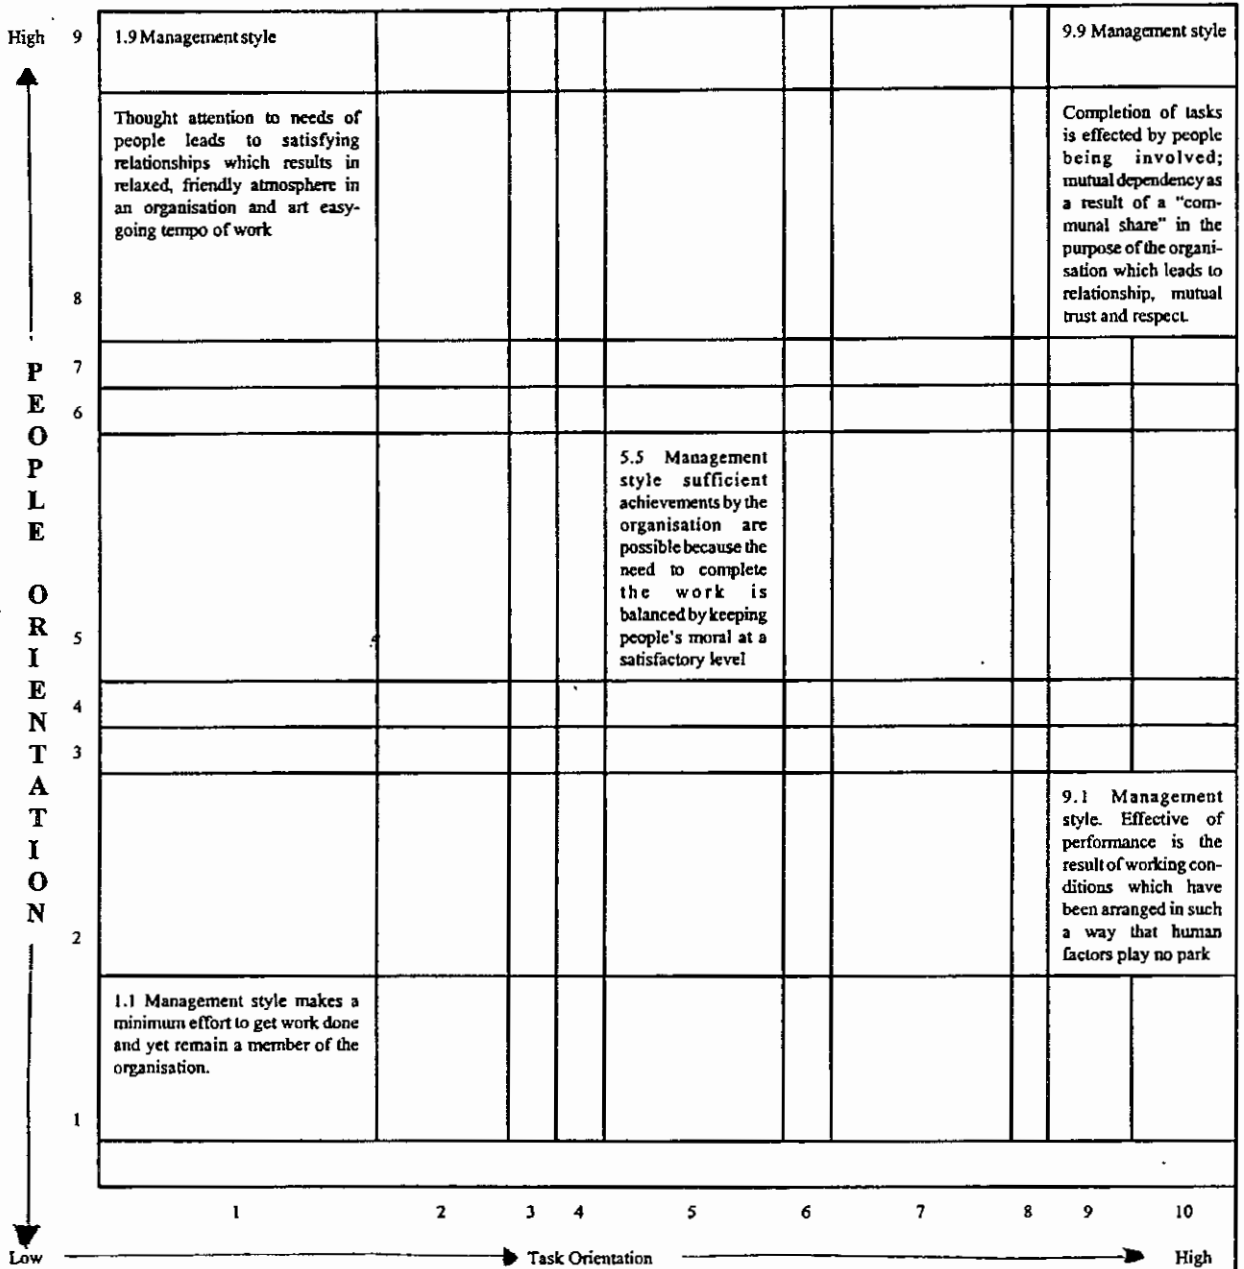 High 9
1.9 Management style
9.9 Management style
Thought attention to needs of
people leads to satisfying
relationships which results in
relaxed, friendly atmosphere in
an organisation and art easy-
going tempo of work
Completion of tasks
is effected by people
being involved;
mutual dependency as
a result of a "com-
munal share" in the
purpose of the organi-
sation which leads to
relationship, mutual
trust and respect.
8
7
6
PEOPLE ORIENTATION
5.5 Management
style sufficient
achievements by the
organisation are
possible because the
need to complete
the work is
balanced by keeping
people's moral at a
satisfactory level
5
4
3
9.1 Management
style. Effective of
performance is the
result of working con-
ditions which have
been arranged in such
a way that human
factors play no park
2
1.1 Management style makes a
minimum effort to get work done
and yet remain a member of the
organisation.
1
1 2 3 4 5 6 7 8 9 10
Low Task Orientation High